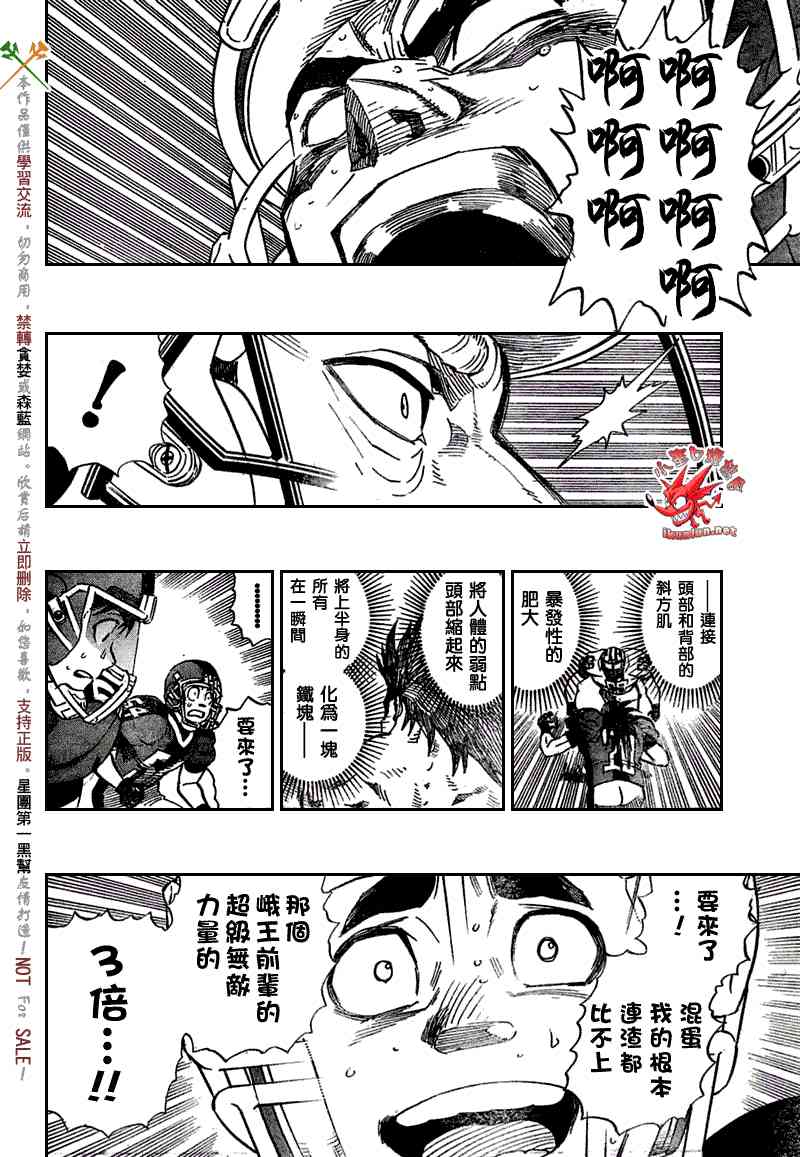 啊啊啊啊
啊啊啊
！
——連接
頭部和背部的
斜方肌
暴發性的
肥大
將人體的弱點
頭部縮起來
將上半身的
所有
在一瞬間
化為一塊
鐵塊——
…………
要來了…
要來了
…！
混蛋
我的根本
連渣都
比不上
那個
峨王前輩的
超級無敵
力量的
3倍…!!
本作品僅供學習交流，切勿商用，禁轉貪婪或森藍網站。欣賞后請立即刪除，如您喜歡，支持正版。星團第一黑幫友情打造！NOT For SALE～
ikumlun.net